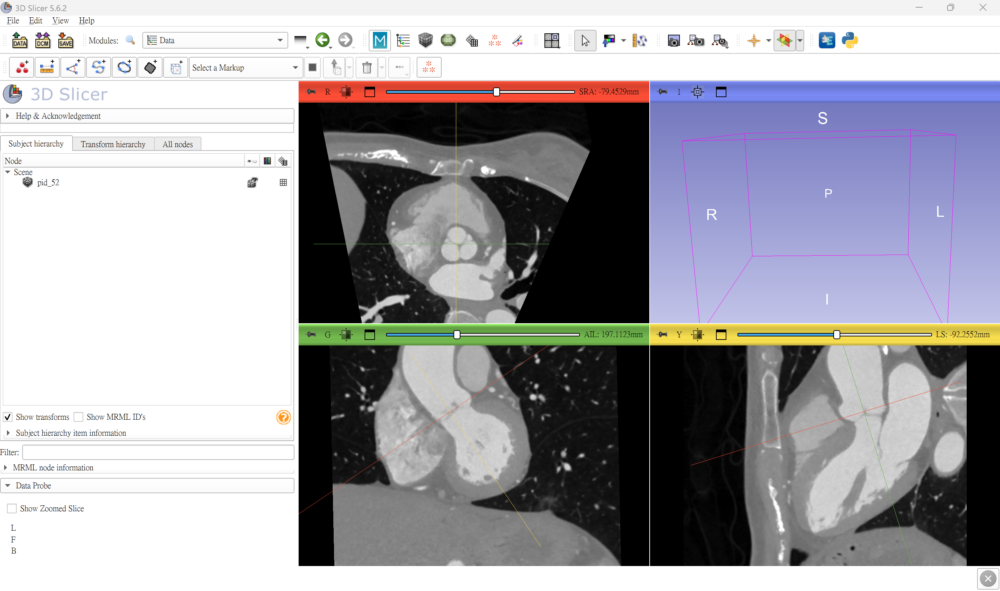 3D Slicer 5.6.2
File Edit View Help
DATA DCM SAVE Modules: Data M
Select a Markup
3D Slicer
Help & Acknowledgement
Subject hierarchy Transform hierarchy All nodes
Node
Scene
pid_52
Show transforms Show MRML ID's ?
Subject hierarchy item information
Filter:
MRML node information
Data Probe
Show Zoomed Slice
L
F
B
R SRA: -79.4529mm
1
S
P
R
L
I
G AIL: 197.1123mm
Y LS: -92.2552mm